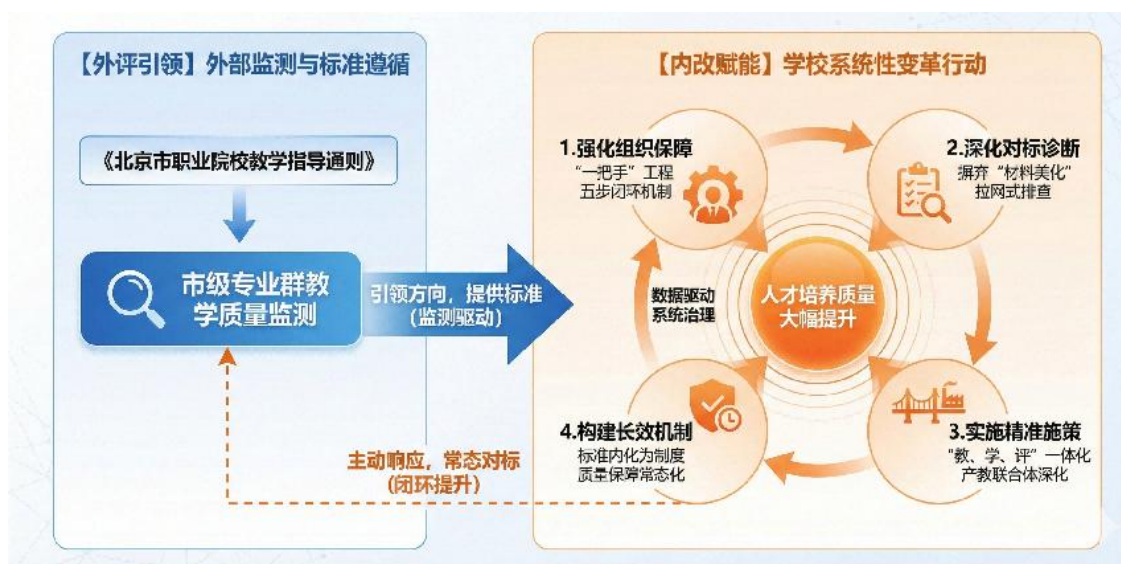 【外评引领】外部监测与标准遵循
《北京市职业院校教学指导通则》
市级专业群教
学质量监测
引领方向，提供标准
(监测驱动)
主动响应，常态对标
(闭环提升)
【内改赋能】学校系统性变革行动
1.强化组织保障
“一把手”工程
五步闭环机制
2.深化对标诊断
摒弃“材料美化”
拉网式排查
数据驱动
系统治理
人才培养质量
大幅提升
3.实施精准施策
“教、学、评”一体化
产教联合体深化
4.构建长效机制
标准内化为制度
质量保障常态化